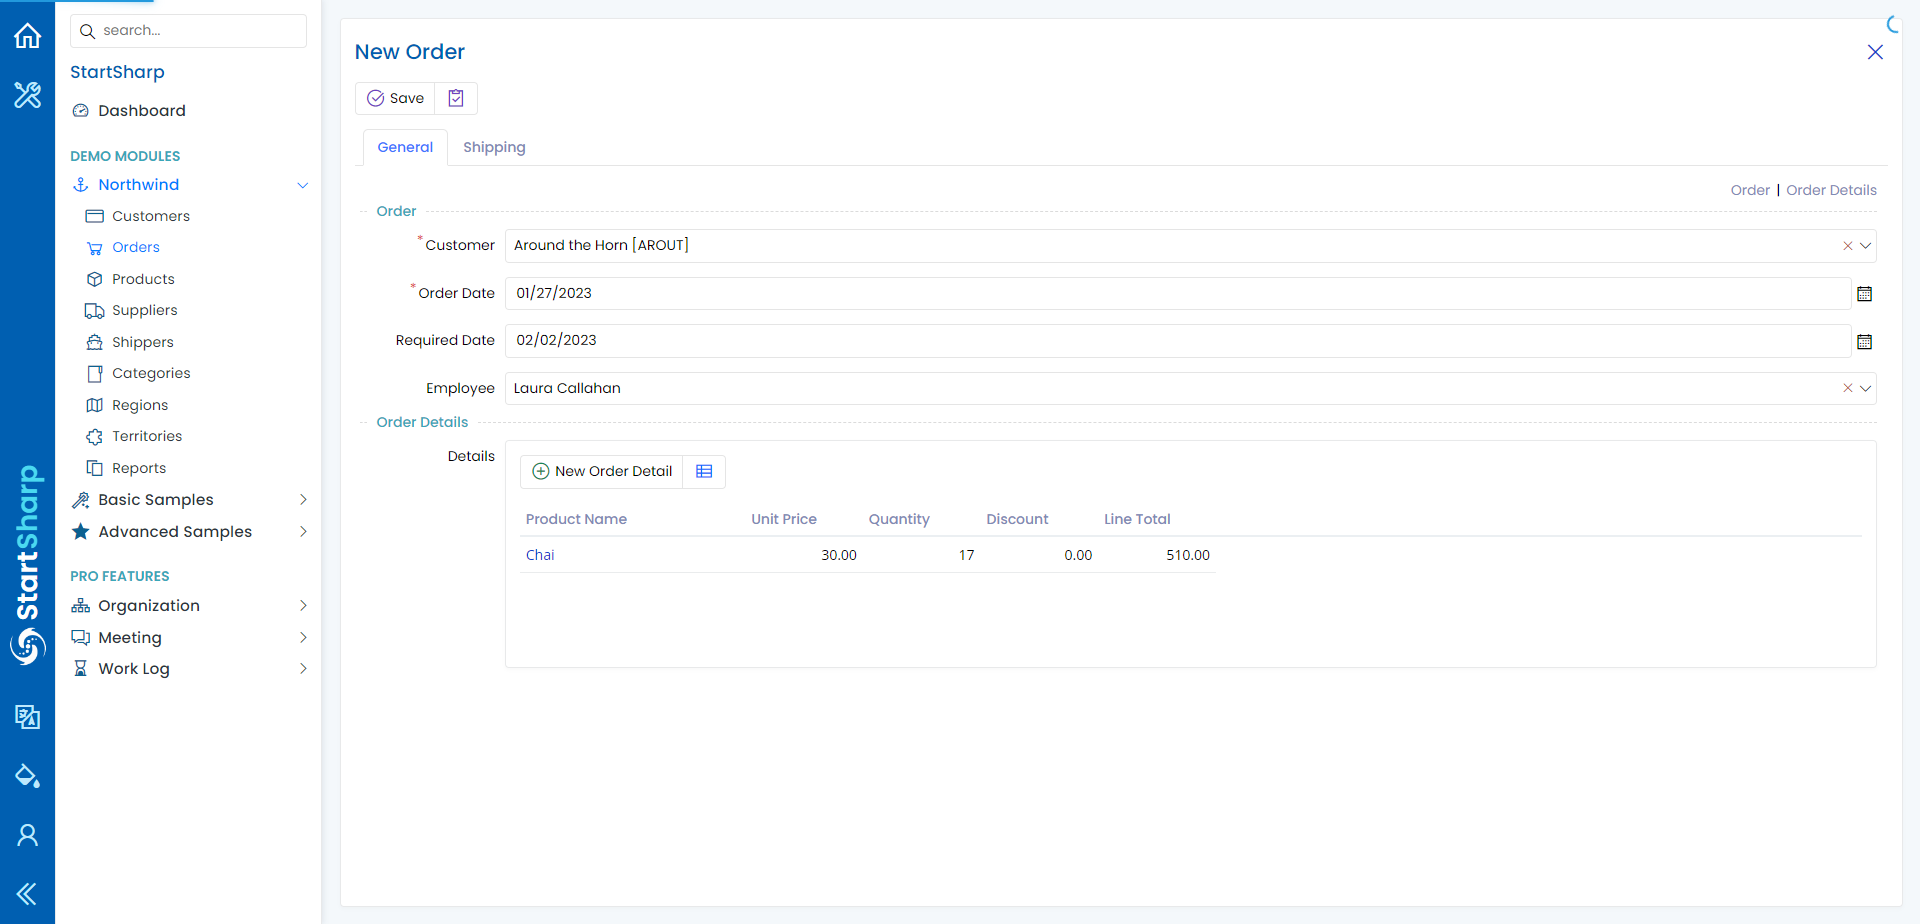 search...
StartSharp
Dashboard
DEMO MODULES
Northwind
Customers
Orders
Products
Suppliers
Shippers
Categories
Regions
Territories
Reports
Basic Samples
Advanced Samples
PRO FEATURES
Organization
Meeting
Work Log
StartSharp
New Order
Save
General Shipping
Order | Order Details
Order
* Customer Around the Horn [AROUT]
* Order Date 01/27/2023
Required Date 02/02/2023
Employee Laura Callahan
Order Details
Details
New Order Detail
Product Name Unit Price Quantity Discount Line Total
Chai 30.00 17 0.00 510.00